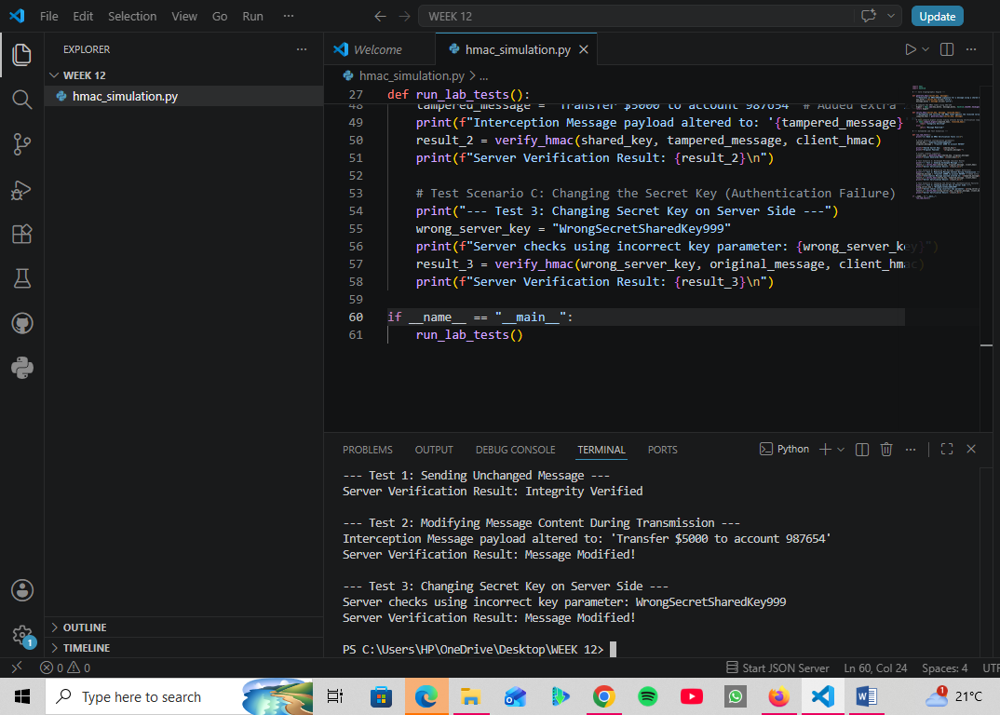 File Edit Selection View Go Run ··· WEEK 12 Update
EXPLORER ···
WEEK 12
hmac_simulation.py
OUTLINE
TIMELINE
Welcome hmac_simulation.py
hmac_simulation.py > ...
27 def run_lab_tests():
48 tampered_message = "Transfer $5000 to account 987654" # Added extra
49 print(f"Interception Message payload altered to: '{tampered_message}
50 result_2 = verify_hmac(shared_key, tampered_message, client_hmac)
51 print(f"Server Verification Result: {result_2}\n")
52
53 # Test Scenario C: Changing the Secret Key (Authentication Failure)
54 print("--- Test 3: Changing Secret Key on Server Side ---")
55 wrong_server_key = "WrongSecretSharedKey999"
56 print(f"Server checks using incorrect key parameter: {wrong_server_key}")
57 result_3 = verify_hmac(wrong_server_key, original_message, client_hmac)
58 print(f"Server Verification Result: {result_3}\n")
59
60 if __name__ == "__main__":
61 run_lab_tests()
PROBLEMS OUTPUT DEBUG CONSOLE TERMINAL PORTS Python ···
--- Test 1: Sending Unchanged Message ---
Server Verification Result: Integrity Verified
--- Test 2: Modifying Message Content During Transmission ---
Interception Message payload altered to: 'Transfer $5000 to account 987654'
Server Verification Result: Message Modified!
--- Test 3: Changing Secret Key on Server Side ---
Server checks using incorrect key parameter: WrongSecretSharedKey999
Server Verification Result: Message Modified!
PS C:\Users\HP\OneDrive\Desktop\WEEK 12>
1
0 0 Start JSON Server Ln 60, Col 24 Spaces: 4 UTF
Type here to search 1 21°C